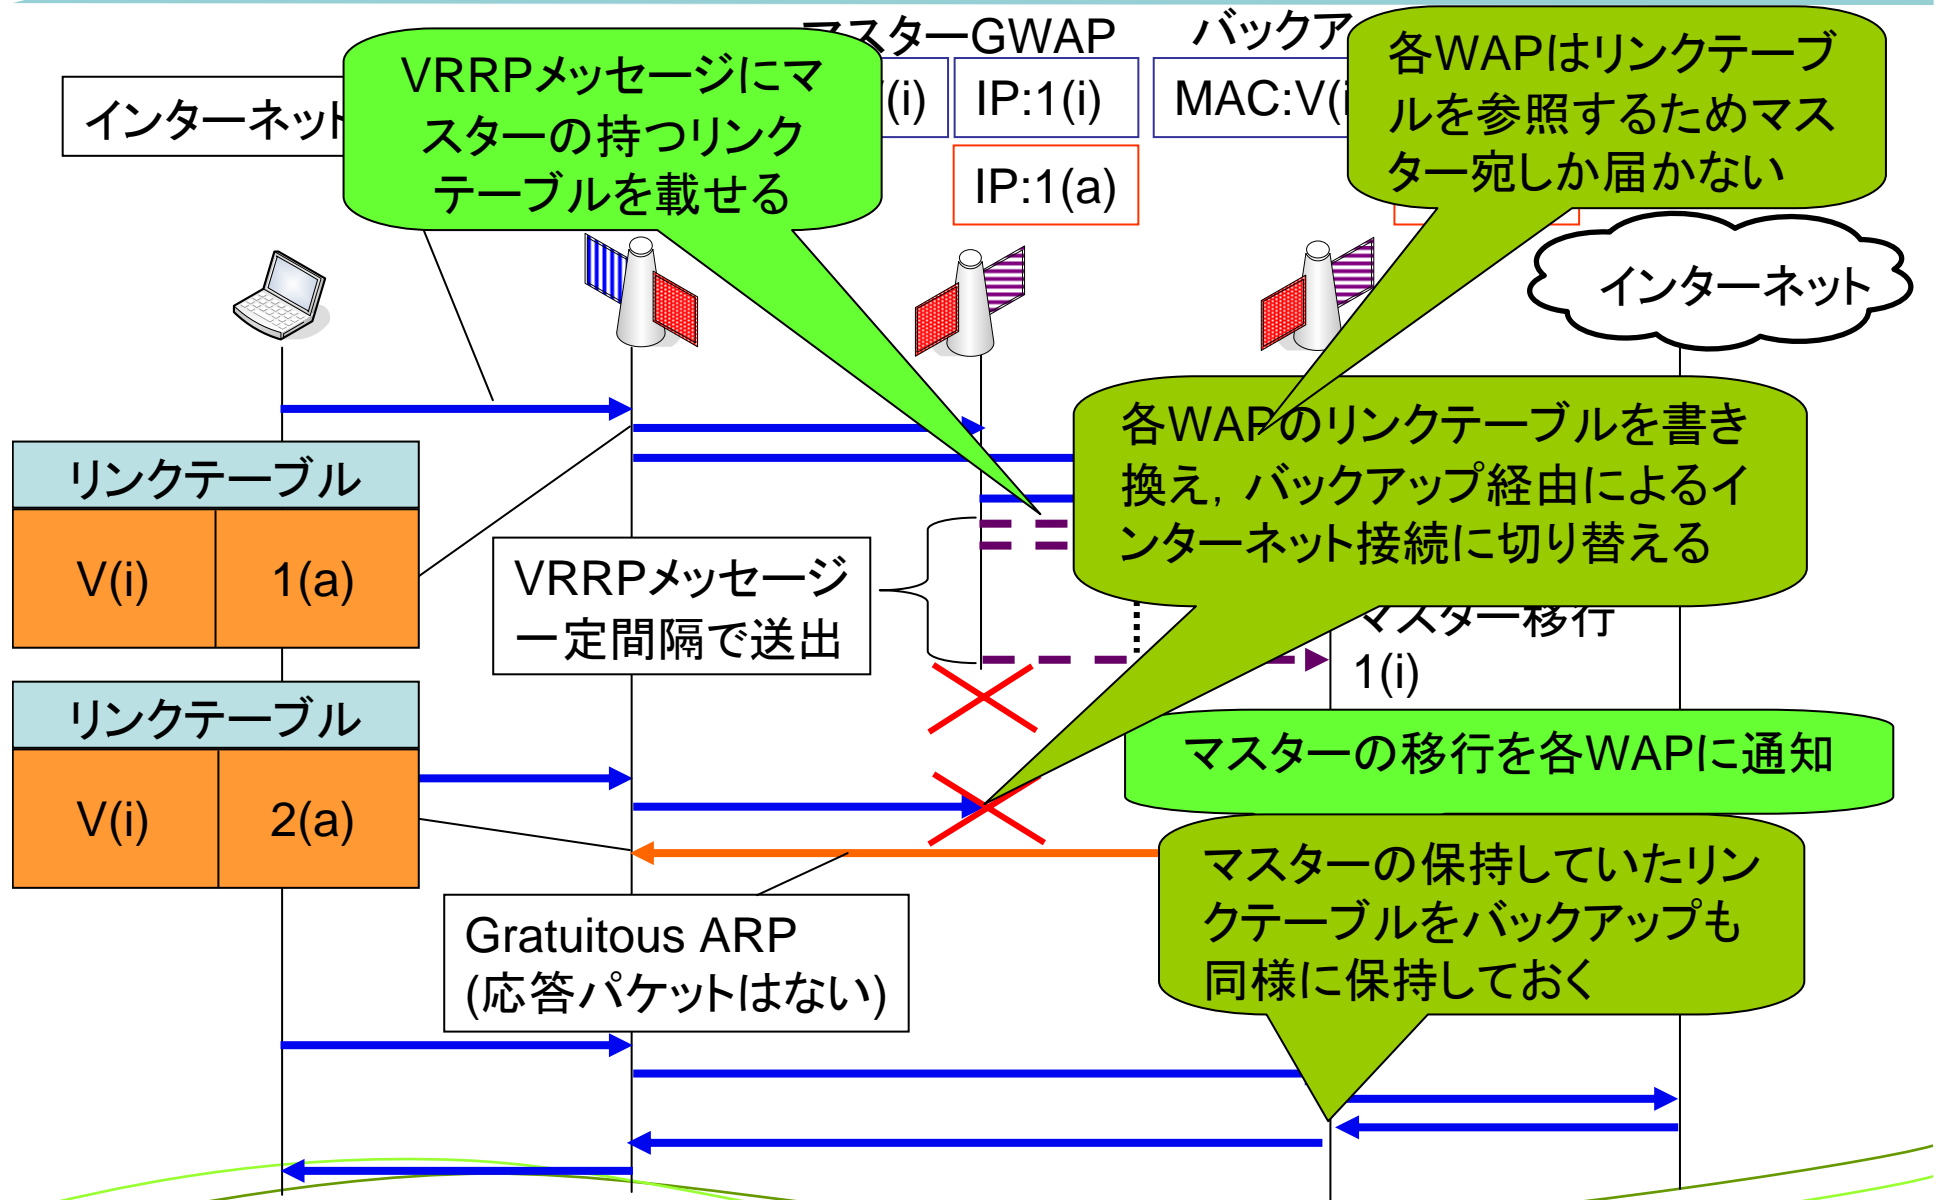 マスターGWAP
バックア
インターネット
(i)
IP:1(i)
MAC:V(i
IP:1(a)
VRRPメッセージにマ
スターの持つリンク
テーブルを載せる
各WAPはリンクテーブ
ルを参照するためマス
ター宛しか届かない
インターネット
各WAPのリンクテーブルを書き
換え，バックアップ経由によるイ
ンターネット接続に切り替える
リンクテーブル
V(i)
1(a)
VRRPメッセージ
一定間隔で送出
マスター移行
1(i)
リンクテーブル
V(i)
2(a)
マスターの移行を各WAPに通知
マスターの保持していたリン
クテーブルをバックアップも
同様に保持しておく
Gratuitous ARP
(応答パケットはない)